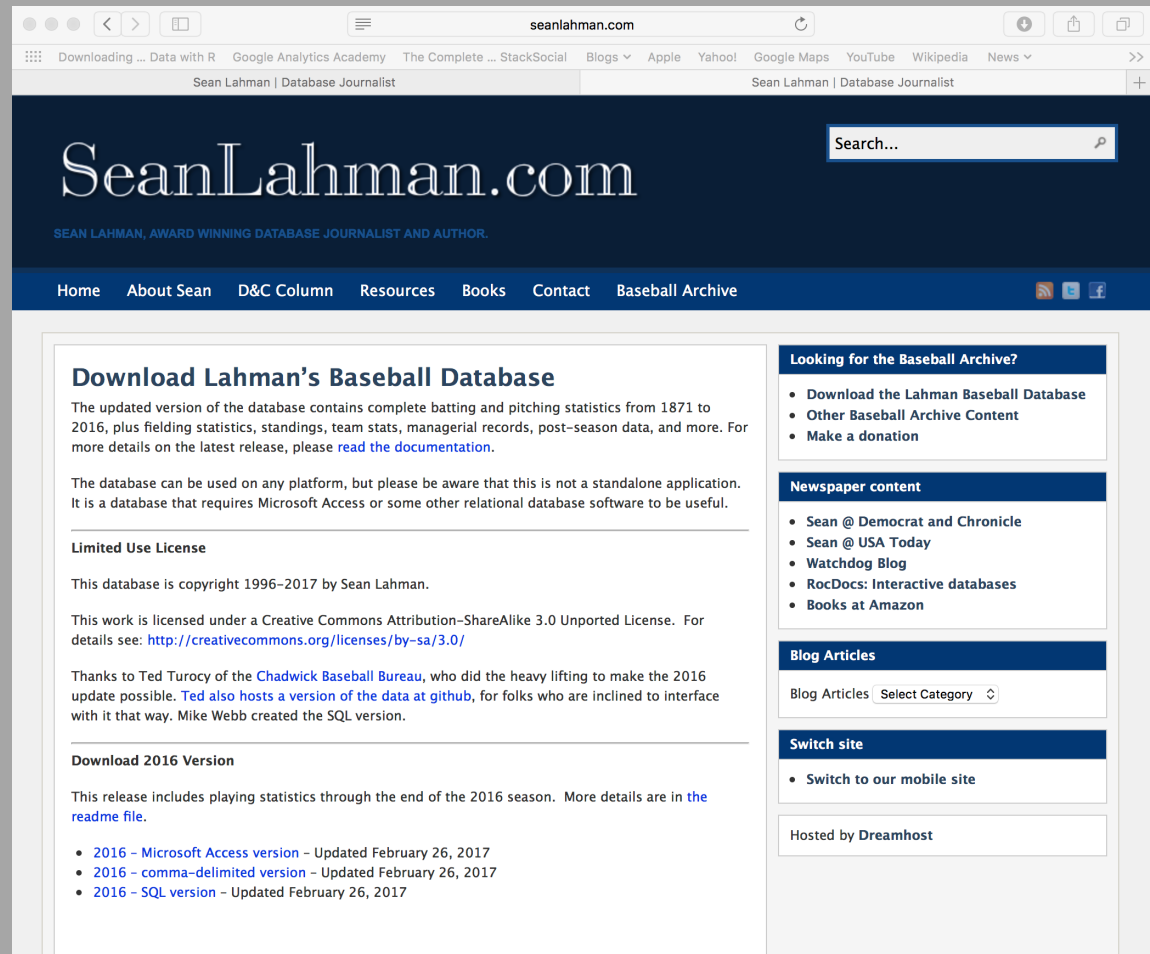 seanlahman.com
Downloading ... Data with R Google Analytics Academy The Complete ... StackSocial Blogs Apple Yahoo! Google Maps YouTube Wikipedia News >>
Sean Lahman | Database Journalist Sean Lahman | Database Journalist +
SeanLahman.com
Search...
SEAN LAHMAN, AWARD WINNING DATABASE JOURNALIST AND AUTHOR.
Home About Sean D&C Column Resources Books Contact Baseball Archive
Download Lahman's Baseball Database
The updated version of the database contains complete batting and pitching statistics from 1871 to
2016, plus fielding statistics, standings, team stats, managerial records, post-season data, and more. For
more details on the latest release, please read the documentation.
The database can be used on any platform, but please be aware that this is not a standalone application.
It is a database that requires Microsoft Access or some other relational database software to be useful.
Limited Use License
This database is copyright 1996-2017 by Sean Lahman.
This work is licensed under a Creative Commons Attribution-ShareAlike 3.0 Unported License. For
details see: http://creativecommons.org/licenses/by-sa/3.0/
Thanks to Ted Turocy of the Chadwick Baseball Bureau, who did the heavy lifting to make the 2016
update possible. Ted also hosts a version of the data at github, for folks who are inclined to interface
with it that way. Mike Webb created the SQL version.
Download 2016 Version
This release includes playing statistics through the end of the 2016 season. More details are in the
readme file.
• 2016 – Microsoft Access version – Updated February 26, 2017
• 2016 – comma-delimited version – Updated February 26, 2017
• 2016 – SQL version – Updated February 26, 2017
Looking for the Baseball Archive?
• Download the Lahman Baseball Database
• Other Baseball Archive Content
• Make a donation
Newspaper content
• Sean @ Democrat and Chronicle
• Sean @ USA Today
• Watchdog Blog
• RocDocs: Interactive databases
• Books at Amazon
Blog Articles
Blog Articles Select Category
Switch site
• Switch to our mobile site
Hosted by Dreamhost